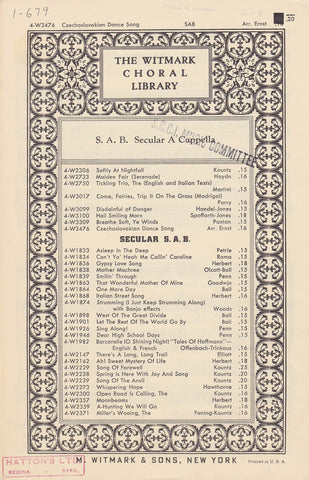 1-679
4-W3476 Czechoslovakian Dance Song SAB Arr. Ernst .20
THE WITMARK
CHORAL
LIBRARY
S. A. B. Secular A Cappella
S.C.C.I. MUSIC COMMITTEE
4-W3306 Softly At Nightfall Kountz .15
4-W2733 Maiden Fair (Serenade) Haydn .16
4-W2750 Tickling Trio, The (English and Italian Texts)
Martini .15
4-W3017 Come, Fairies, Trip It On The Grass (Madrigal)
Parry .16
4-W3099 Disdainful of Danger Handel-Jones .15
4-W3100 Hail Smiling Morn Spofforth-Jones .18
4-W3309 Breathe Soft, Ye Winds Paxton .15
4-W3476 Czechoslovakian Dance Song Arr. Ernst .16
SECULAR S. A. B.
4-W1833 Asleep In The Deep Petrie .15
4-W1834 Can't Yo' Heah Me Callin' Caroline Roma .15
4-W1836 Gypsy Love Song Herbert .18
4-W1838 Mother Machree Olcott-Ball .15
4-W1839 Smilin' Through Penn .15
4-W1863 That Wonderful Mother Of Mine Goodwin .15
4-W1864 One More Day Ball .15
4-W1868 Italian Street Song Herbert .16
4-W1874 Strumming (I Just Keep Strumming Along)
with Banjo effects Woods .16
4-W1898 West Of The Great Divide Ball .15
4-W1901 Let The Rest Of The World Go By Ball .15
4-W1926 Sing Along! Penn .15
4-W1946 Dear High School Days Penn .15
4-W1982 Barcarolle (O Shining Night) "Tales Of Hoffmann"—
English & French Offenbach-Trinkaus .16
4-W2147 There's A Long, Long Trail Elliott .15
4-W2162 Ah! Sweet Mystery Of Life Herbert .18
4-W2229 Song Of Farewell Kountz .15
4-W2238 Spring Is Here With Joy And Song Kountz .20
4-W2239 Song Of The Anvil Kountz .20
4-W2273 Whispering Hope Hawthorne .15
4-W2300 Open Road Is Calling, The Kountz .16
4-W2357 Moonbeams Herbert .18
4-W2359 A-Hunting We Will Go Kountz .16
4-W2371 Miller's Wooing, The Faning-Kountz .16
M. WITMARK & SONS, NEW YORK
Printed in U. S. A.
HATTON'S LTD.
REGINA SASK.